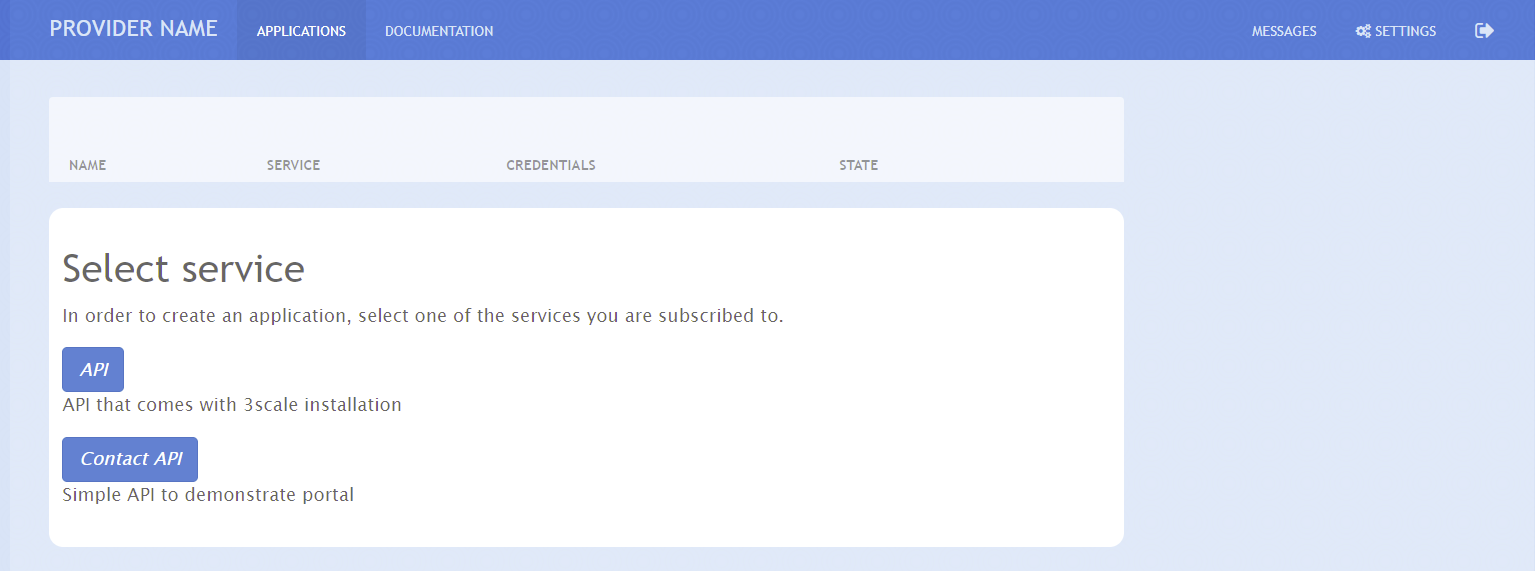 PROVIDER NAME APPLICATIONS DOCUMENTATION MESSAGES SETTINGS
NAME SERVICE CREDENTIALS STATE
Select service
In order to create an application, select one of the services you are subscribed to.
API
API that comes with 3scale installation
Contact API
Simple API to demonstrate portal